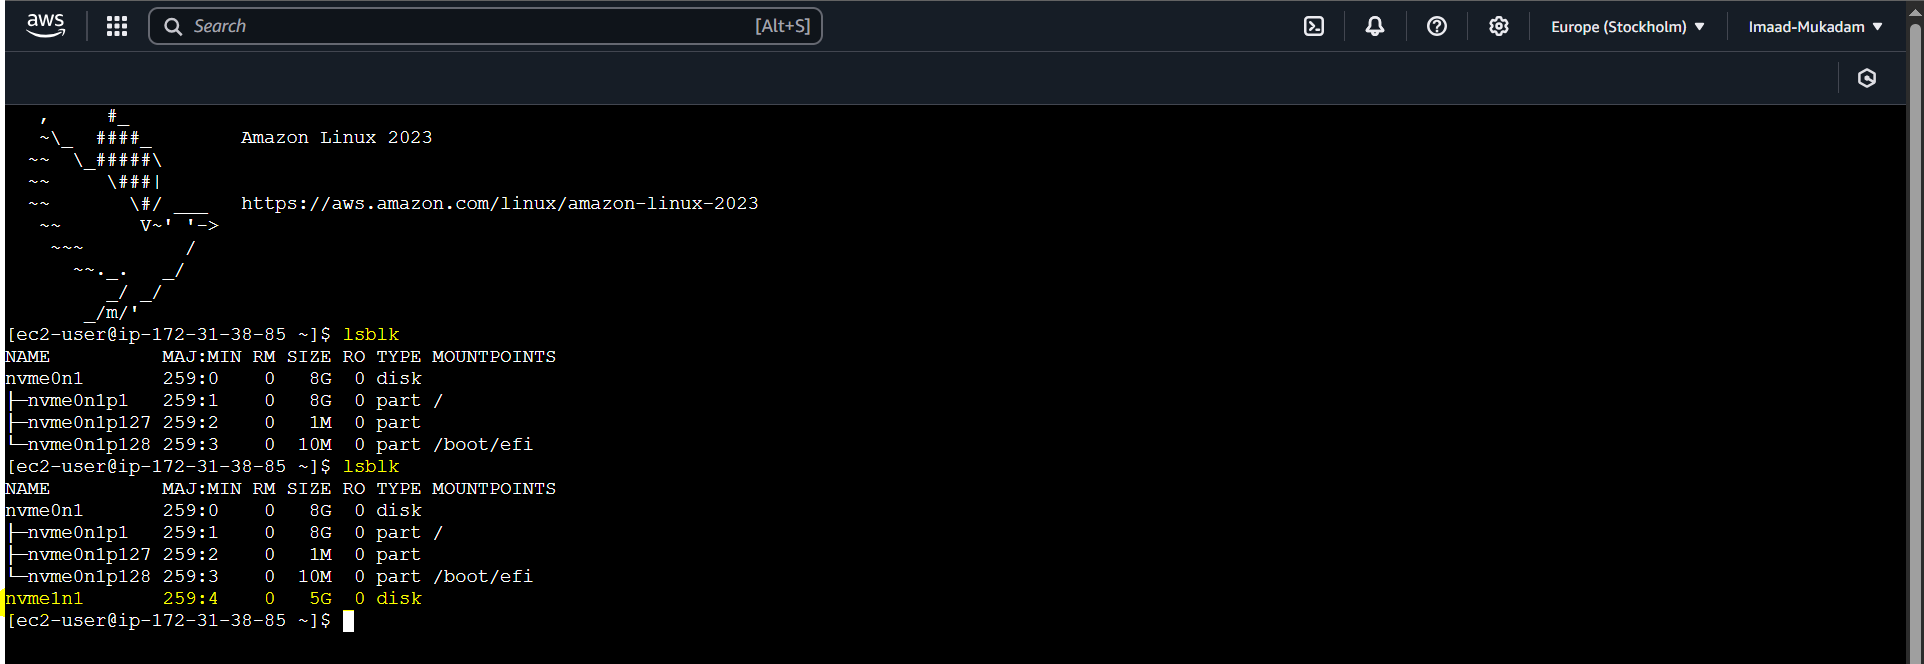 aws
Search [Alt+S]
Europe (Stockholm) ▼
Imaad-Mukadam ▼
   ,     #_
   ~\_  ####_        Amazon Linux 2023
  ~~  \_#####\
  ~~     \###|
  ~~       \#/ ___   https://aws.amazon.com/linux/amazon-linux-2023
   ~~       V~' '->
    ~~~         /
      ~~._.   _/
         _/ _/
       _/m/'
[ec2-user@ip-172-31-38-85 ~]$ lsblk
NAME          MAJ:MIN RM SIZE RO TYPE MOUNTPOINTS
nvme0n1       259:0    0   8G  0 disk
├─nvme0n1p1   259:1    0   8G  0 part /
├─nvme0n1p127 259:2    0   1M  0 part
└─nvme0n1p128 259:3    0  10M  0 part /boot/efi
[ec2-user@ip-172-31-38-85 ~]$ lsblk
NAME          MAJ:MIN RM SIZE RO TYPE MOUNTPOINTS
nvme0n1       259:0    0   8G  0 disk
├─nvme0n1p1   259:1    0   8G  0 part /
├─nvme0n1p127 259:2    0   1M  0 part
└─nvme0n1p128 259:3    0  10M  0 part /boot/efi
nvme1n1       259:4    0   5G  0 disk
[ec2-user@ip-172-31-38-85 ~]$